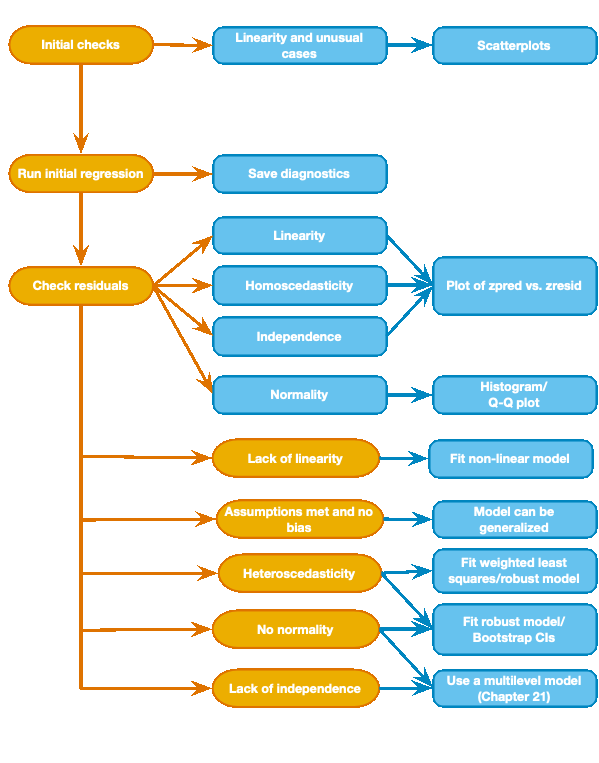 Initial checks
Linearity and unusual
cases
Scatterplots
Run initial regression
Save diagnostics
Linearity
Check residuals
Homoscedasticity
Plot of zpred vs. zresid
Independence
Normality
Histogram/
Q-Q plot
Lack of linearity
Fit non-linear model
Assumptions met and no
bias
Model can be
generalized
Heteroscedasticity
Fit weighted least
squares/robust model
No normality
Fit robust model/
Bootstrap CIs
Lack of independence
Use a multilevel model
(Chapter 21)